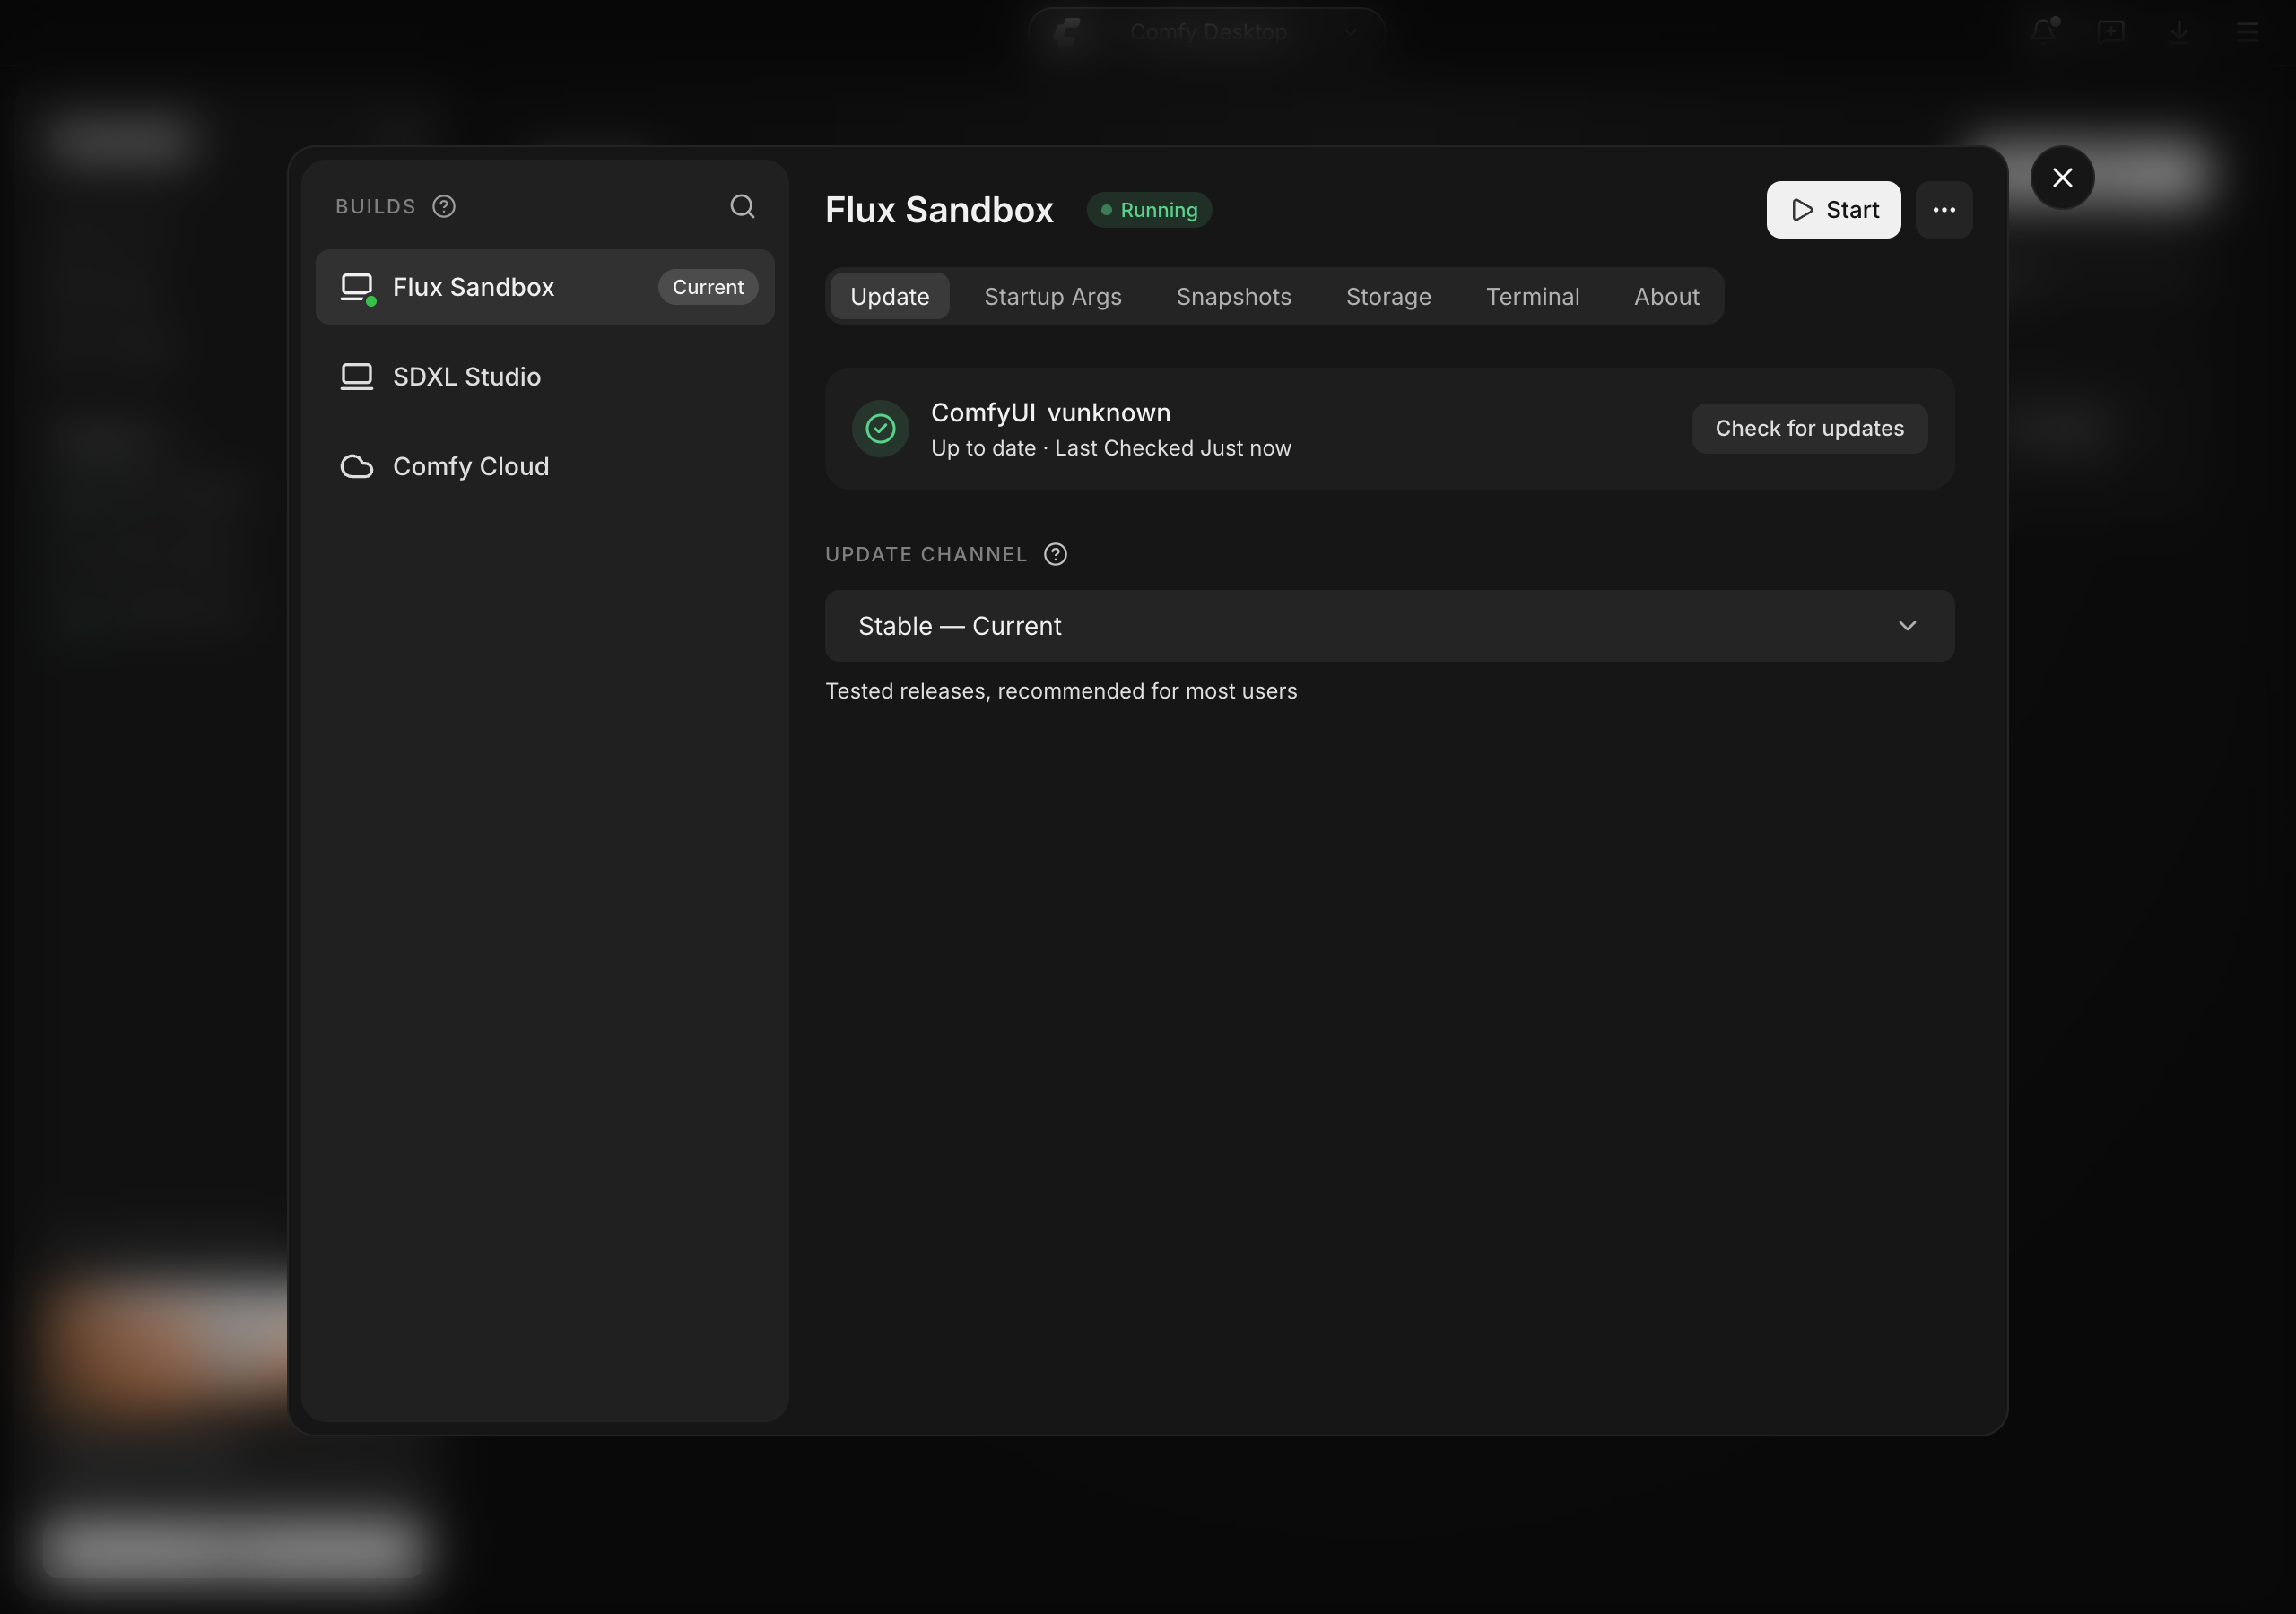 Comfy Desktop
BUILDS
Flux Sandbox Current
SDXL Studio
Comfy Cloud
Flux Sandbox Running Start
Update Startup Args Snapshots Storage Terminal About
ComfyUI vunknown
Up to date · Last Checked Just now
Check for updates
UPDATE CHANNEL
Stable — Current
Tested releases, recommended for most users